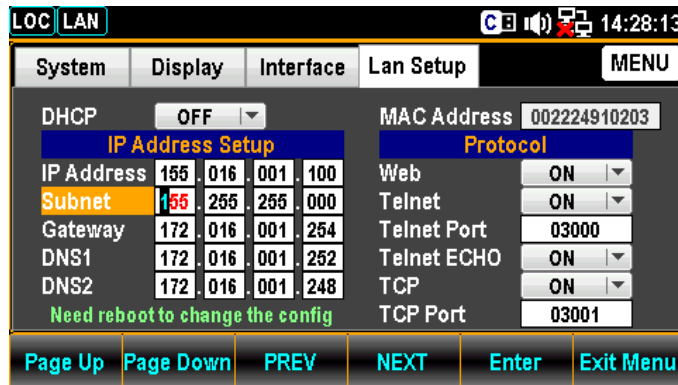 LOC LAN C 14:28:13
System Display Interface Lan Setup MENU
DHCP OFF MAC Address 002224910203
IP Address Setup Protocol
IP Address 155 . 016 . 001 . 100 Web ON
Subnet 155 . 255 . 255 . 000 Telnet ON
Gateway 172 . 016 . 001 . 254 Telnet Port 03000
DNS1 172 . 016 . 001 . 252 Telnet ECHO ON
DNS2 172 . 016 . 001 . 248 TCP ON
Need reboot to change the config TCP Port 03001
Page Up Page Down PREV NEXT Enter Exit Menu